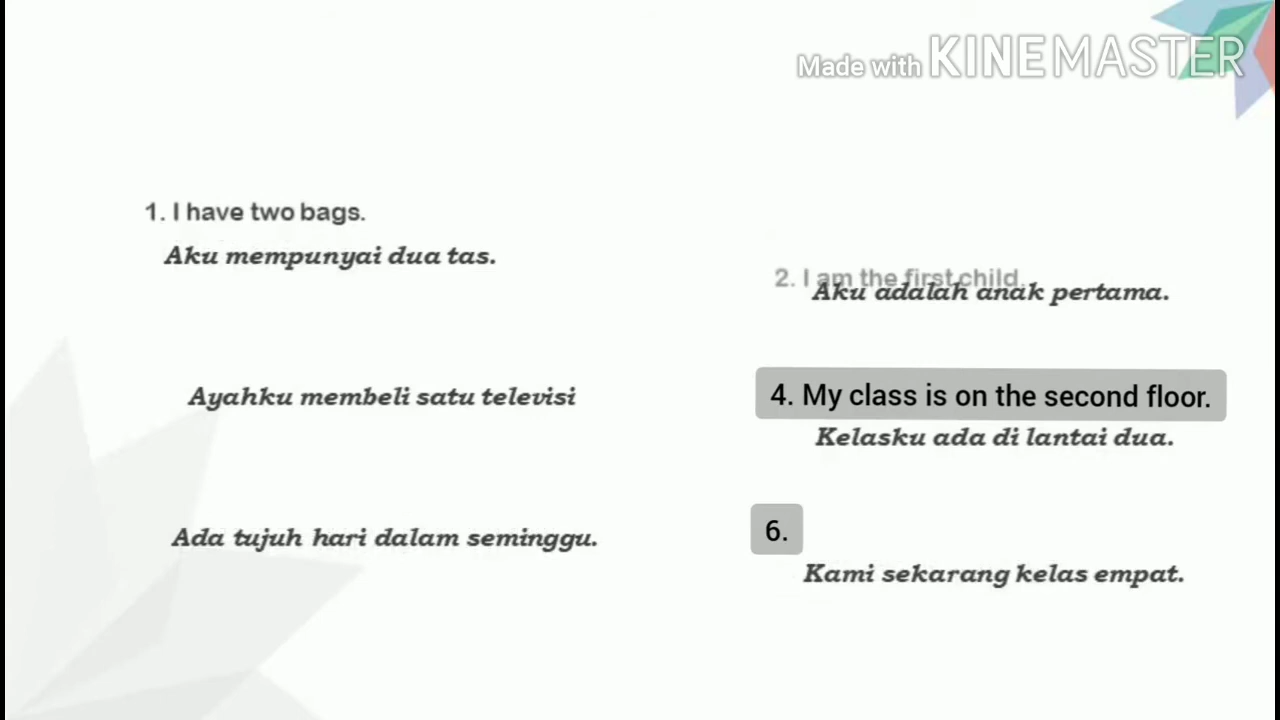 Made with KINEMASTER
1. I have two bags.
Aku mempunyai dua tas.
2. I am the first child.
Aku adalah anak pertama.
Ayahku membeli satu televisi
4. My class is on the second floor.
Kelasku ada di lantai dua.
Ada tujuh hari dalam seminggu.
6.
Kami sekarang kelas empat.